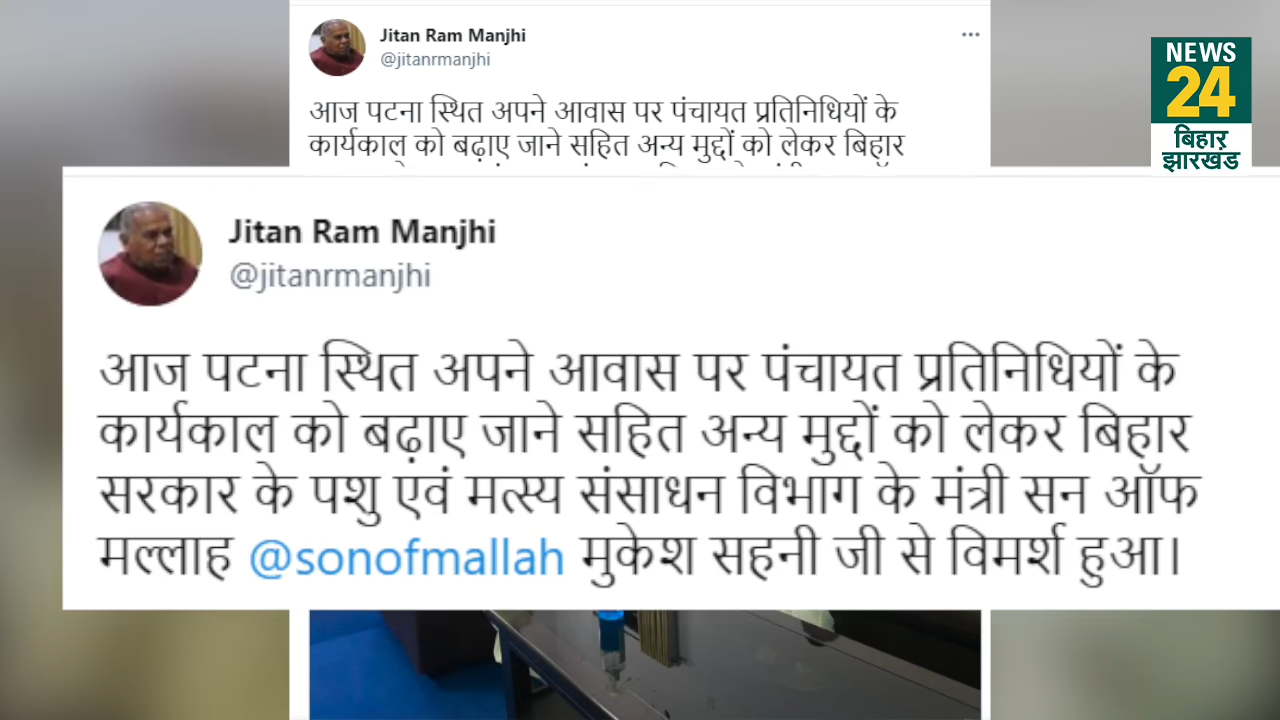 Jitan Ram Manjhi
@jitanrmanjhi
आज पटना स्थित अपने आवास पर पंचायत प्रतिनिधियों के
कार्यकाल को बढ़ाए जाने सहित अन्य मुद्दों को लेकर बिहार
NEWS
24
बिहार
झारखंड
Jitan Ram Manjhi
@jitanrmanjhi
आज पटना स्थित अपने आवास पर पंचायत प्रतिनिधियों के
कार्यकाल को बढ़ाए जाने सहित अन्य मुद्दों को लेकर बिहार
सरकार के पशु एवं मत्स्य संसाधन विभाग के मंत्री सन ऑफ
मल्लाह @sonofmallah मुकेश सहनी जी से विमर्श हुआ।